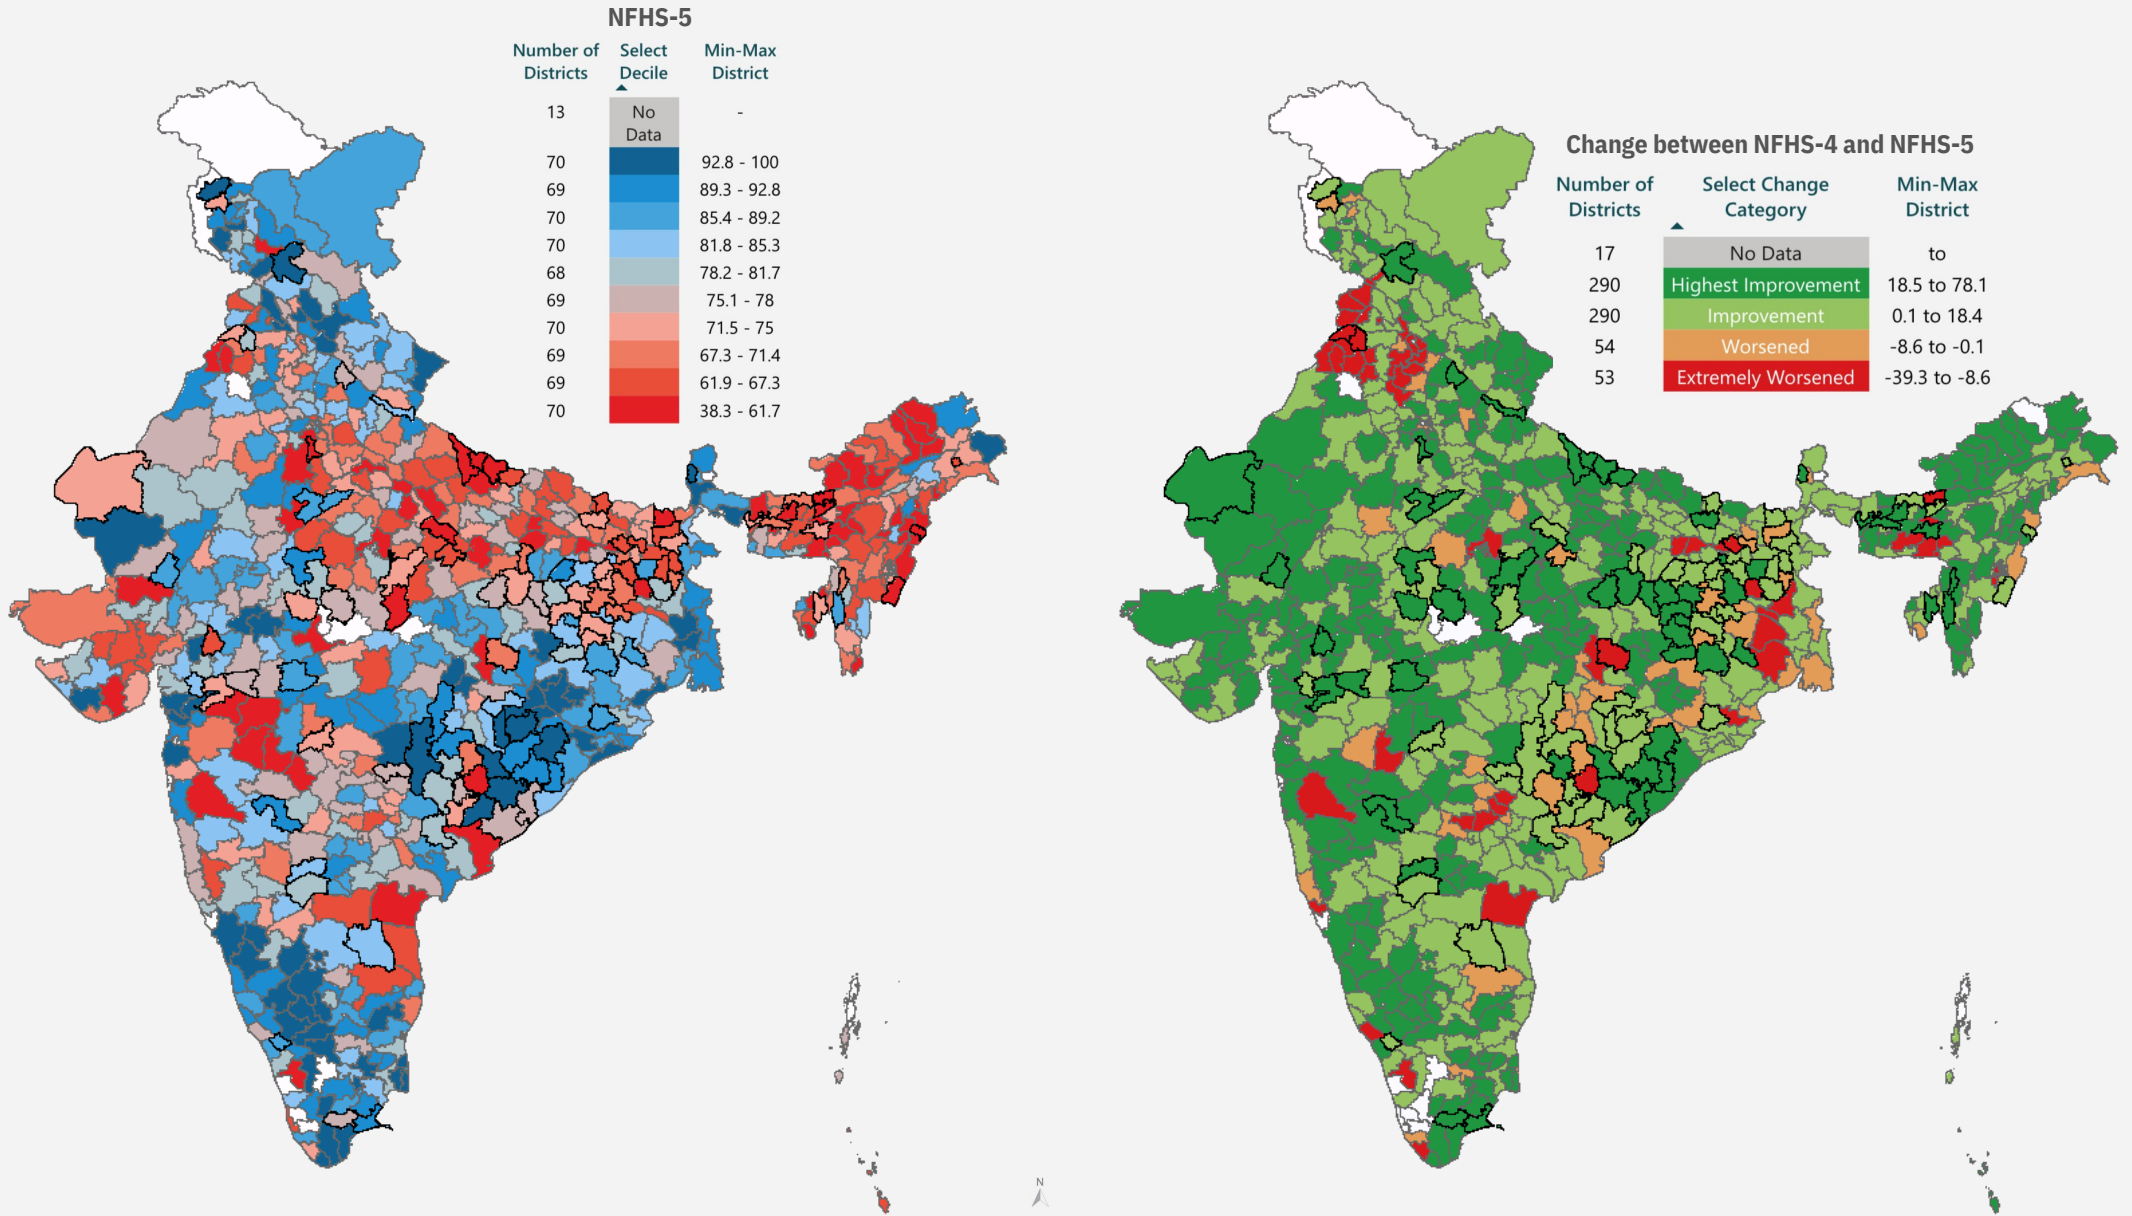 NFHS-5
Number of Districts Select Decile Min-Max District
13 No Data -
70 92.8 - 100
69 89.3 - 92.8
70 85.4 - 89.2
70 81.8 - 85.3
68 78.2 - 81.7
69 75.1 - 78
70 71.5 - 75
69 67.3 - 71.4
69 61.9 - 67.3
70 38.3 - 61.7
Change between NFHS-4 and NFHS-5
Number of Districts Select Change Category Min-Max District
17 No Data to
290 Highest Improvement 18.5 to 78.1
290 Improvement 0.1 to 18.4
54 Worsened -8.6 to -0.1
53 Extremely Worsened -39.3 to -8.6
N